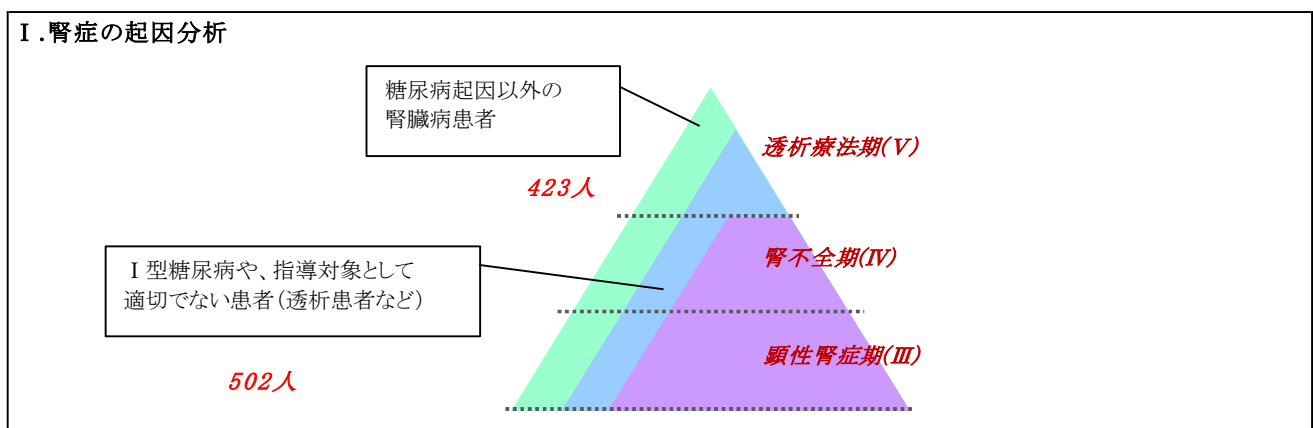 Ⅰ.腎症の起因分析
糖尿病起因以外の
腎臓病患者
透析療法期(Ⅴ)
423人
腎不全期(Ⅳ)
Ⅰ型糖尿病や、指導対象として
適切でない患者(透析患者など)
顕性腎症期(Ⅲ)
502人